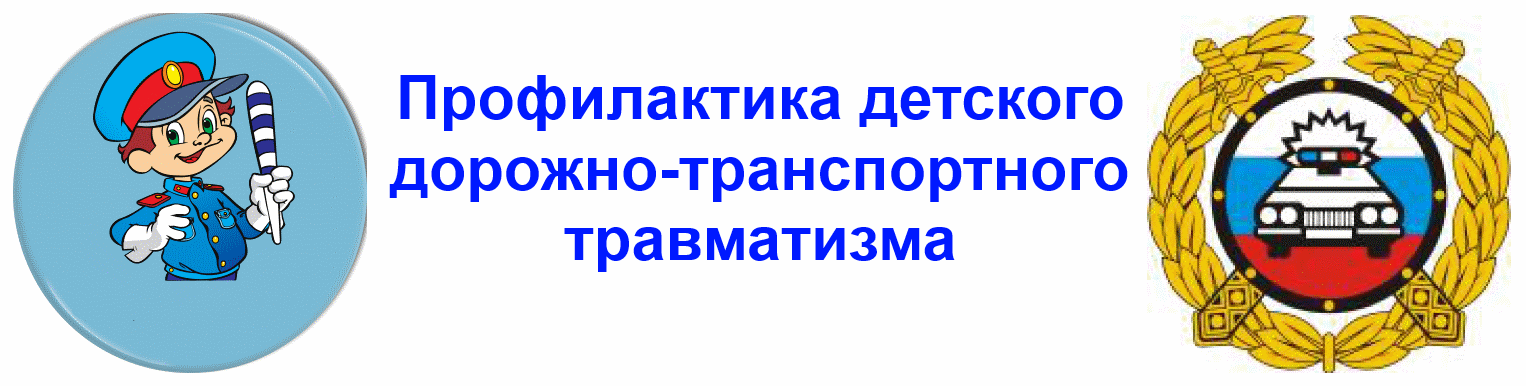 Профилактика детского
дорожно-транспортного
травматизма